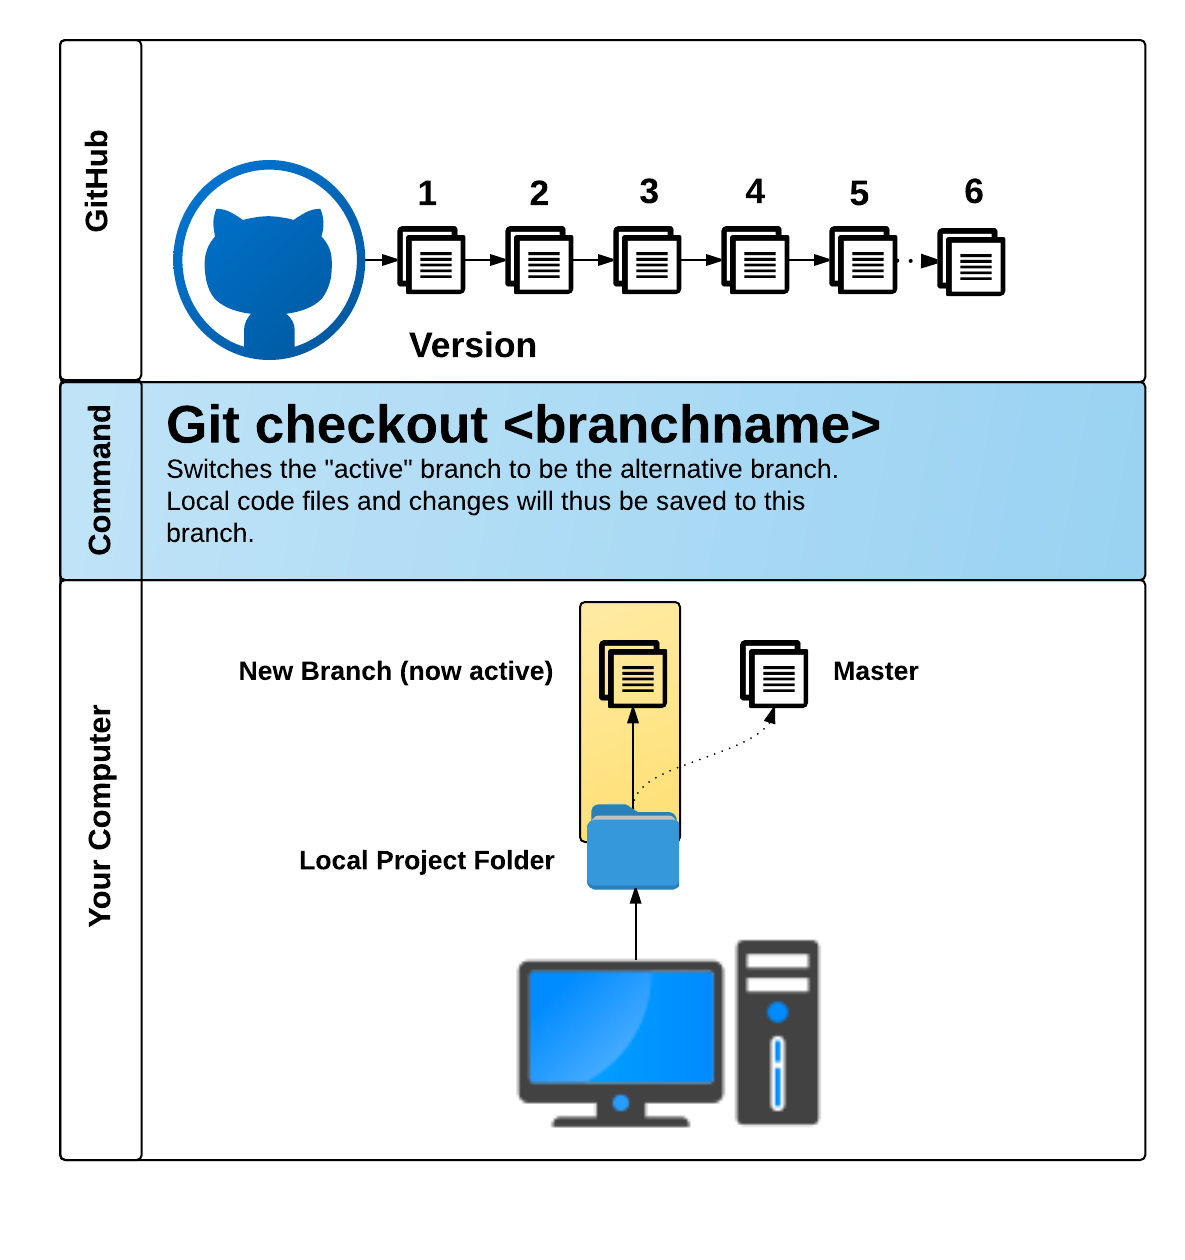 GitHub
1 2 3 4 5 6
Version
Command
Git checkout <branchname>
Switches the "active" branch to be the alternative branch.
Local code files and changes will thus be saved to this
branch.
Your Computer
New Branch (now active)
Master
Local Project Folder